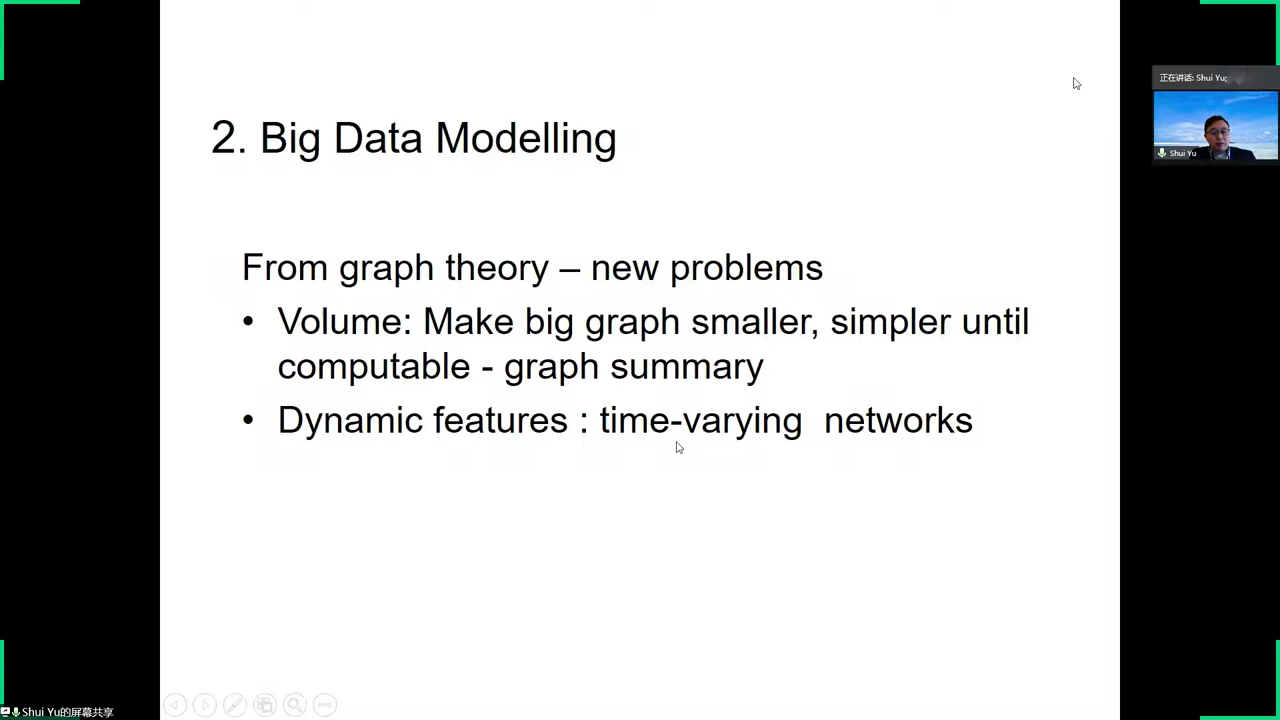 2. Big Data Modelling
正在讲话: Shui Yu;
Shui Yu
From graph theory – new problems
• Volume: Make big graph smaller, simpler until
computable - graph summary
• Dynamic features : time-varying networks
Shui Yu的屏幕共享